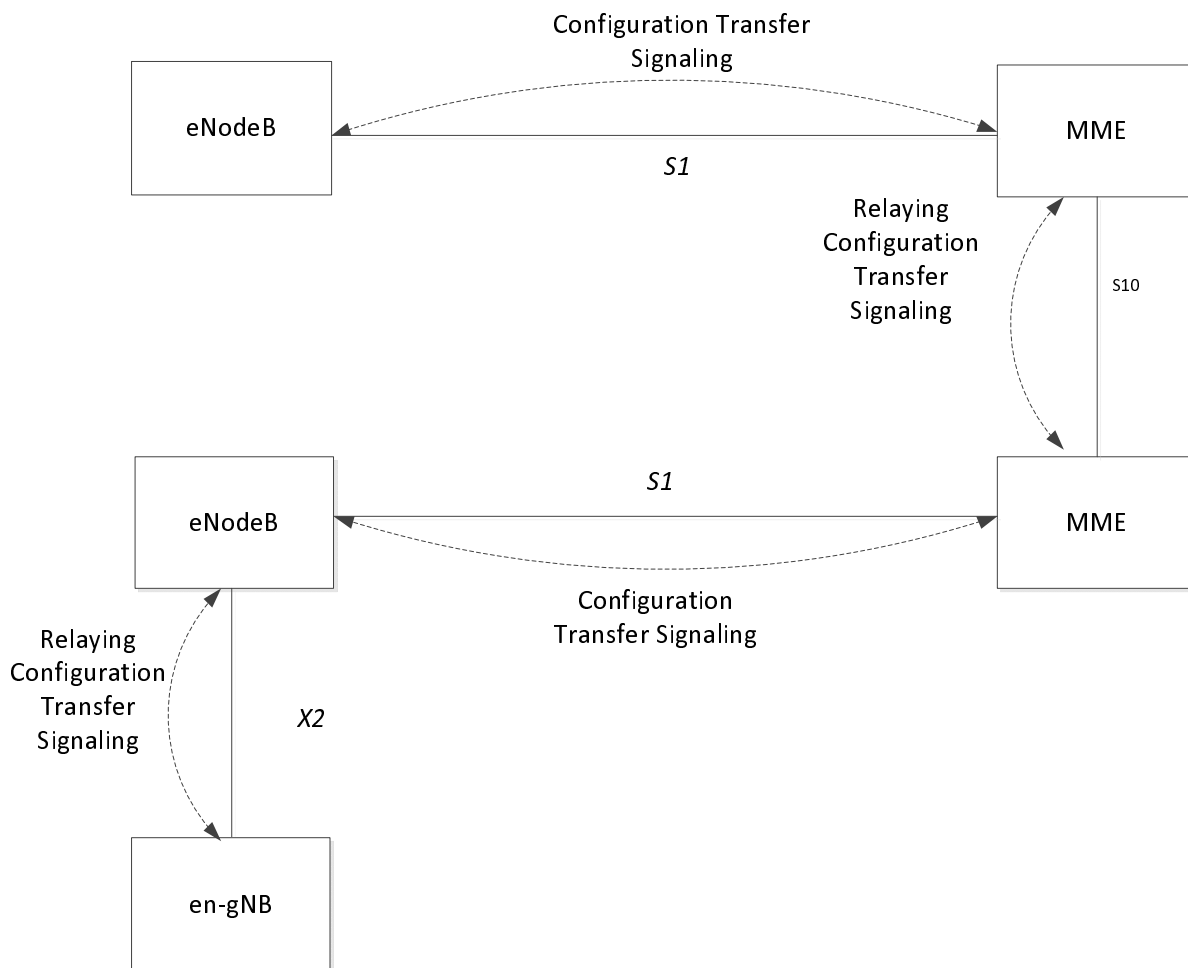 Configuration Transfer
Signaling
eNodeB
MME
S1
Relaying
Configuration
Transfer
Signaling
S10
S1
eNodeB
MME
Configuration
Transfer Signaling
Relaying
Configuration
Transfer
Signaling
X2
en-gNB